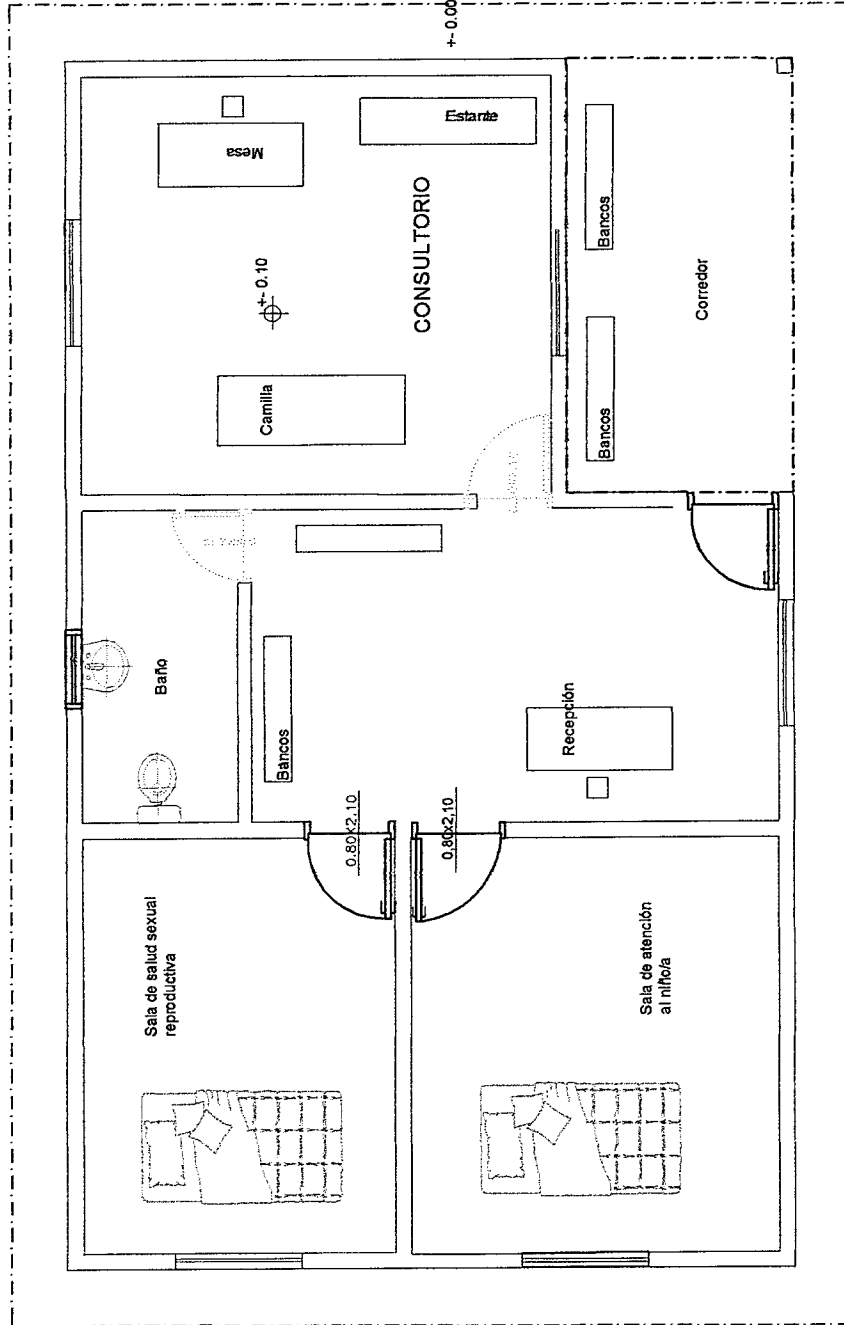 +- 0.00
Mesa
Estante
+- 0.10
CONSULTORIO
Camilla
Bancos
Bancos
Corredor
Baño
Bancos
Recepción
0.80x2,10
0,80x2,10
Sala de salud sexual
reproductiva
Sala de atención
al niño/a